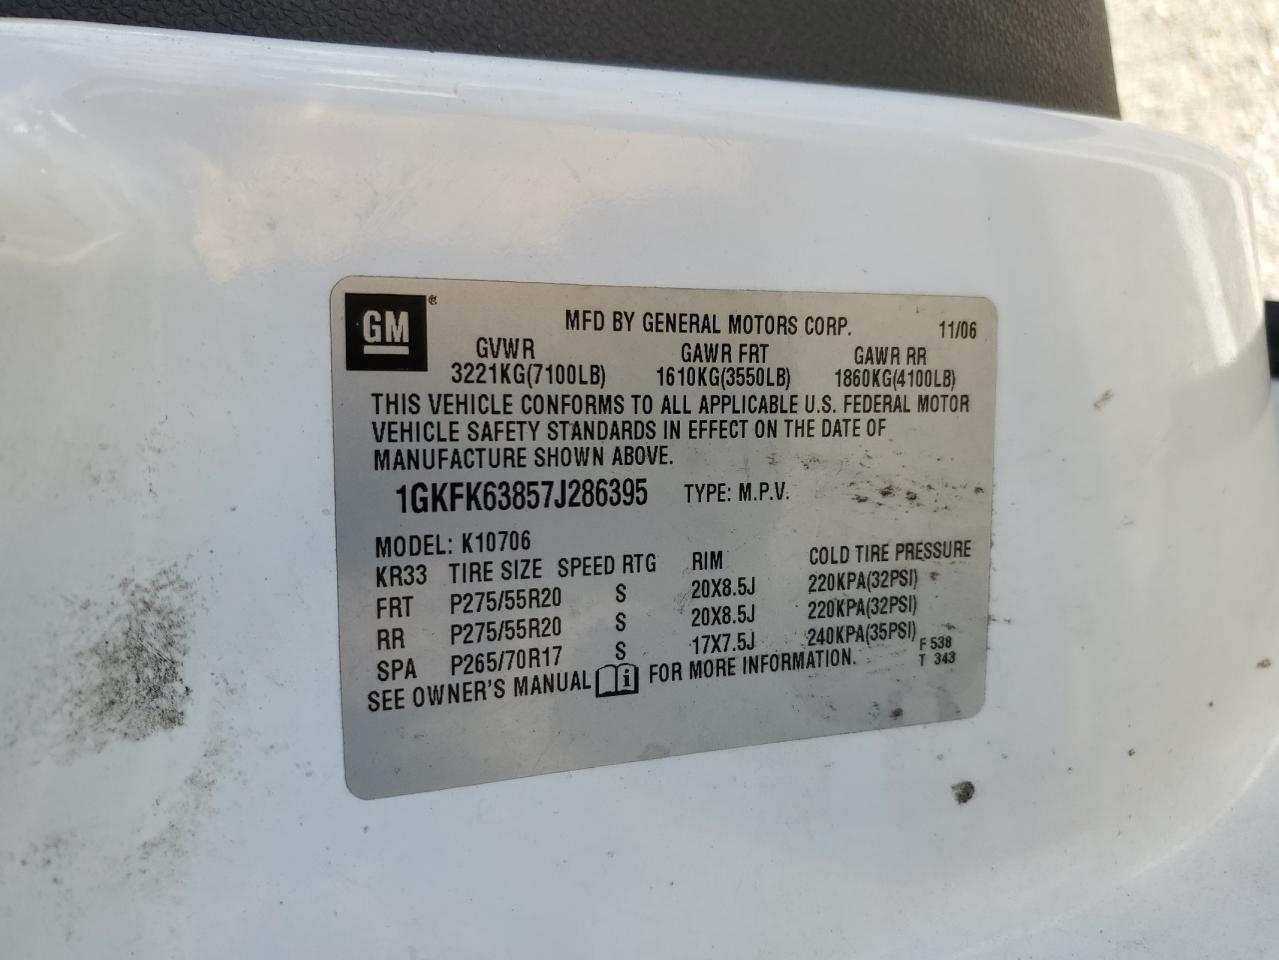 GM®
MFD BY GENERAL MOTORS CORP. 11/06
GVWR GAWR FRT GAWR RR
3221KG(7100LB) 1610KG(3550LB) 1860KG(4100LB)
THIS VEHICLE CONFORMS TO ALL APPLICABLE U.S. FEDERAL MOTOR
VEHICLE SAFETY STANDARDS IN EFFECT ON THE DATE OF
MANUFACTURE SHOWN ABOVE.
1GKFK63857J286395 TYPE: M.P.V.
MODEL: K10706
KR33 TIRE SIZE SPEED RTG RIM COLD TIRE PRESSURE
FRT P275/55R20 S 20X8.5J 220KPA(32PSI)
RR P275/55R20 S 20X8.5J 220KPA(32PSI)
SPA P265/70R17 S 17X7.5J 240KPA(35PSI) F 538
SEE OWNER'S MANUAL i FOR MORE INFORMATION. T 343